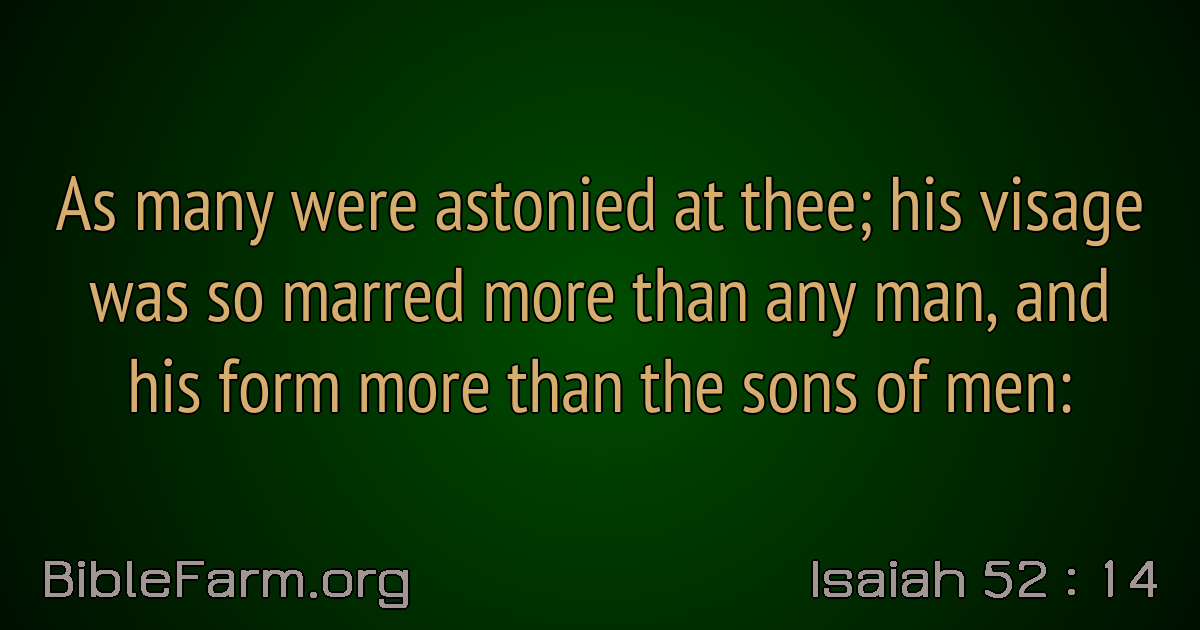 As many were astonied at thee; his visage
was so marred more than any man, and
his form more than the sons of men:
BibleFarm.org
Isaiah 52 : 14